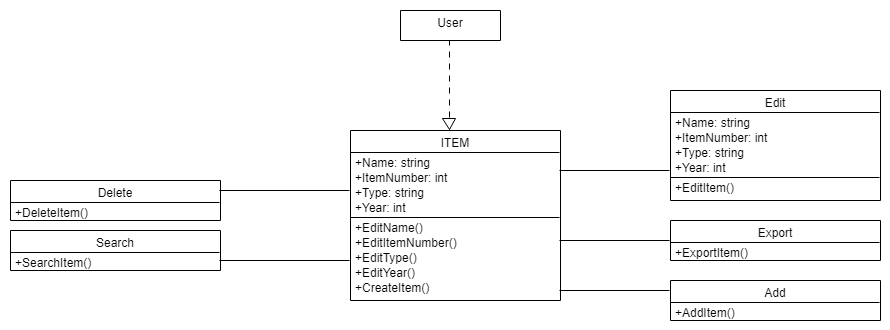 User
ITEM
+Name: string
+ItemNumber: int
+Type: string
+Year: int
+EditName()
+EditItemNumber()
+EditType()
+EditYear()
+CreateItem()
Delete
+DeleteItem()
Search
+SearchItem()
Edit
+Name: string
+ItemNumber: int
+Type: string
+Year: int
+EditItem()
Export
+ExportItem()
Add
+AddItem()